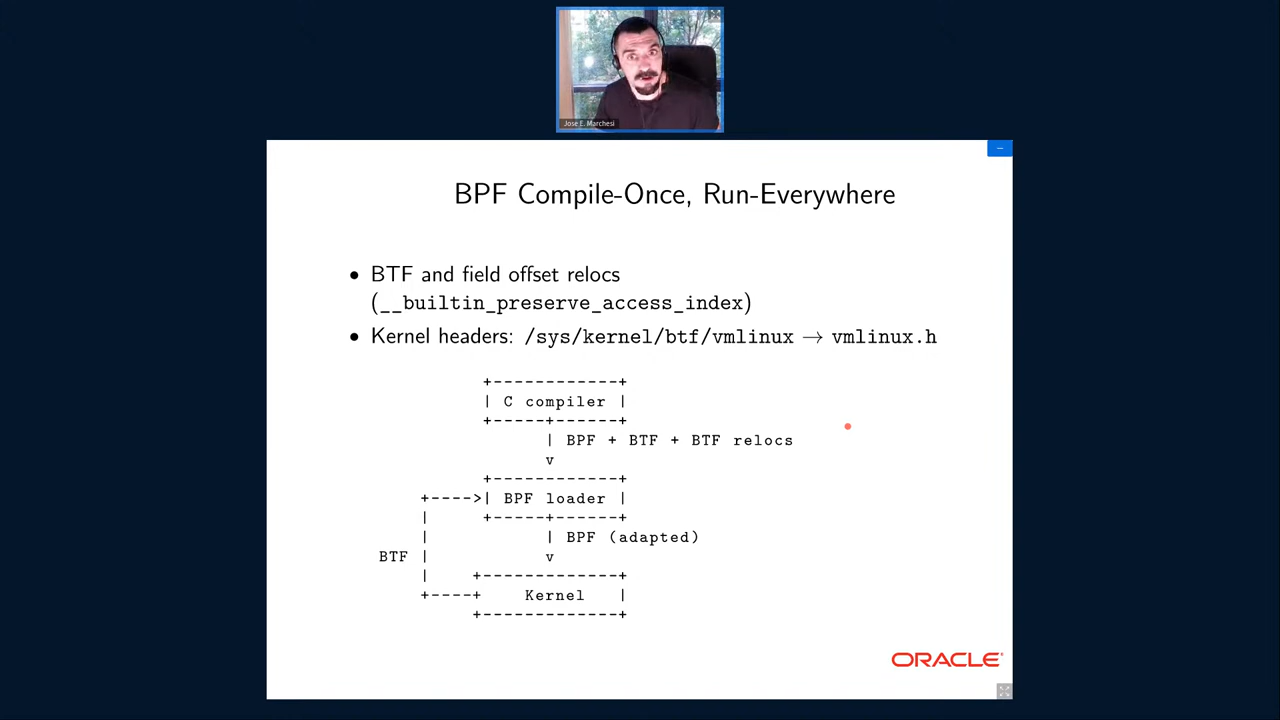 Jose E. Marchesi
BPF Compile-Once, Run-Everywhere
• BTF and field offset relocs
(__builtin_preserve_access_index)
• Kernel headers: /sys/kernel/btf/vmlinux → vmlinux.h
+------------+
| C compiler |
+-----+------+
| BPF + BTF + BTF relocs
v
+------------+
+---->| BPF loader |
| +-----+------+
| | BPF (adapted)
BTF | v
| +-------------+
+----+ Kernel |
+-------------+
ORACLE